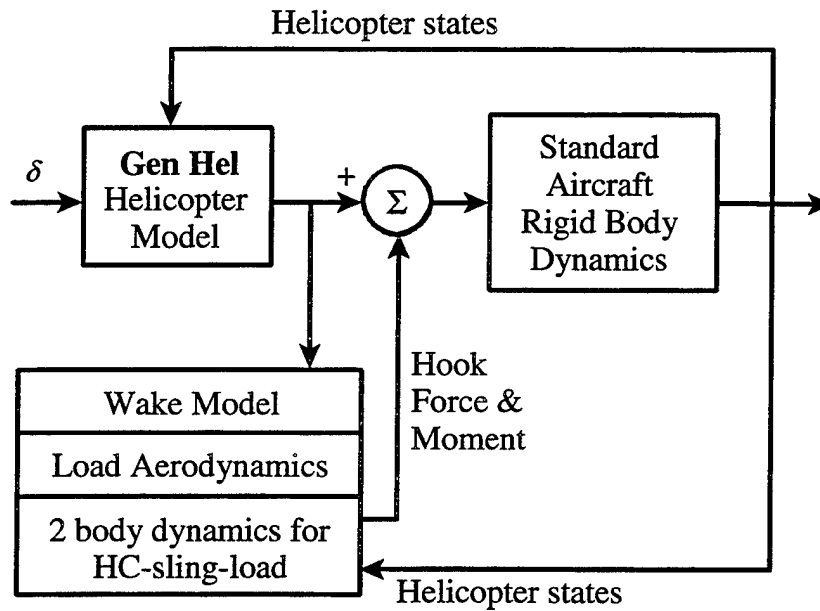 Helicopter states
δ
Gen Hel
Helicopter
Model
+
Σ
Standard
Aircraft
Rigid Body
Dynamics
Hook
Force &
Moment
Wake Model
Load Aerodynamics
2 body dynamics for
HC-sling-load
Helicopter states